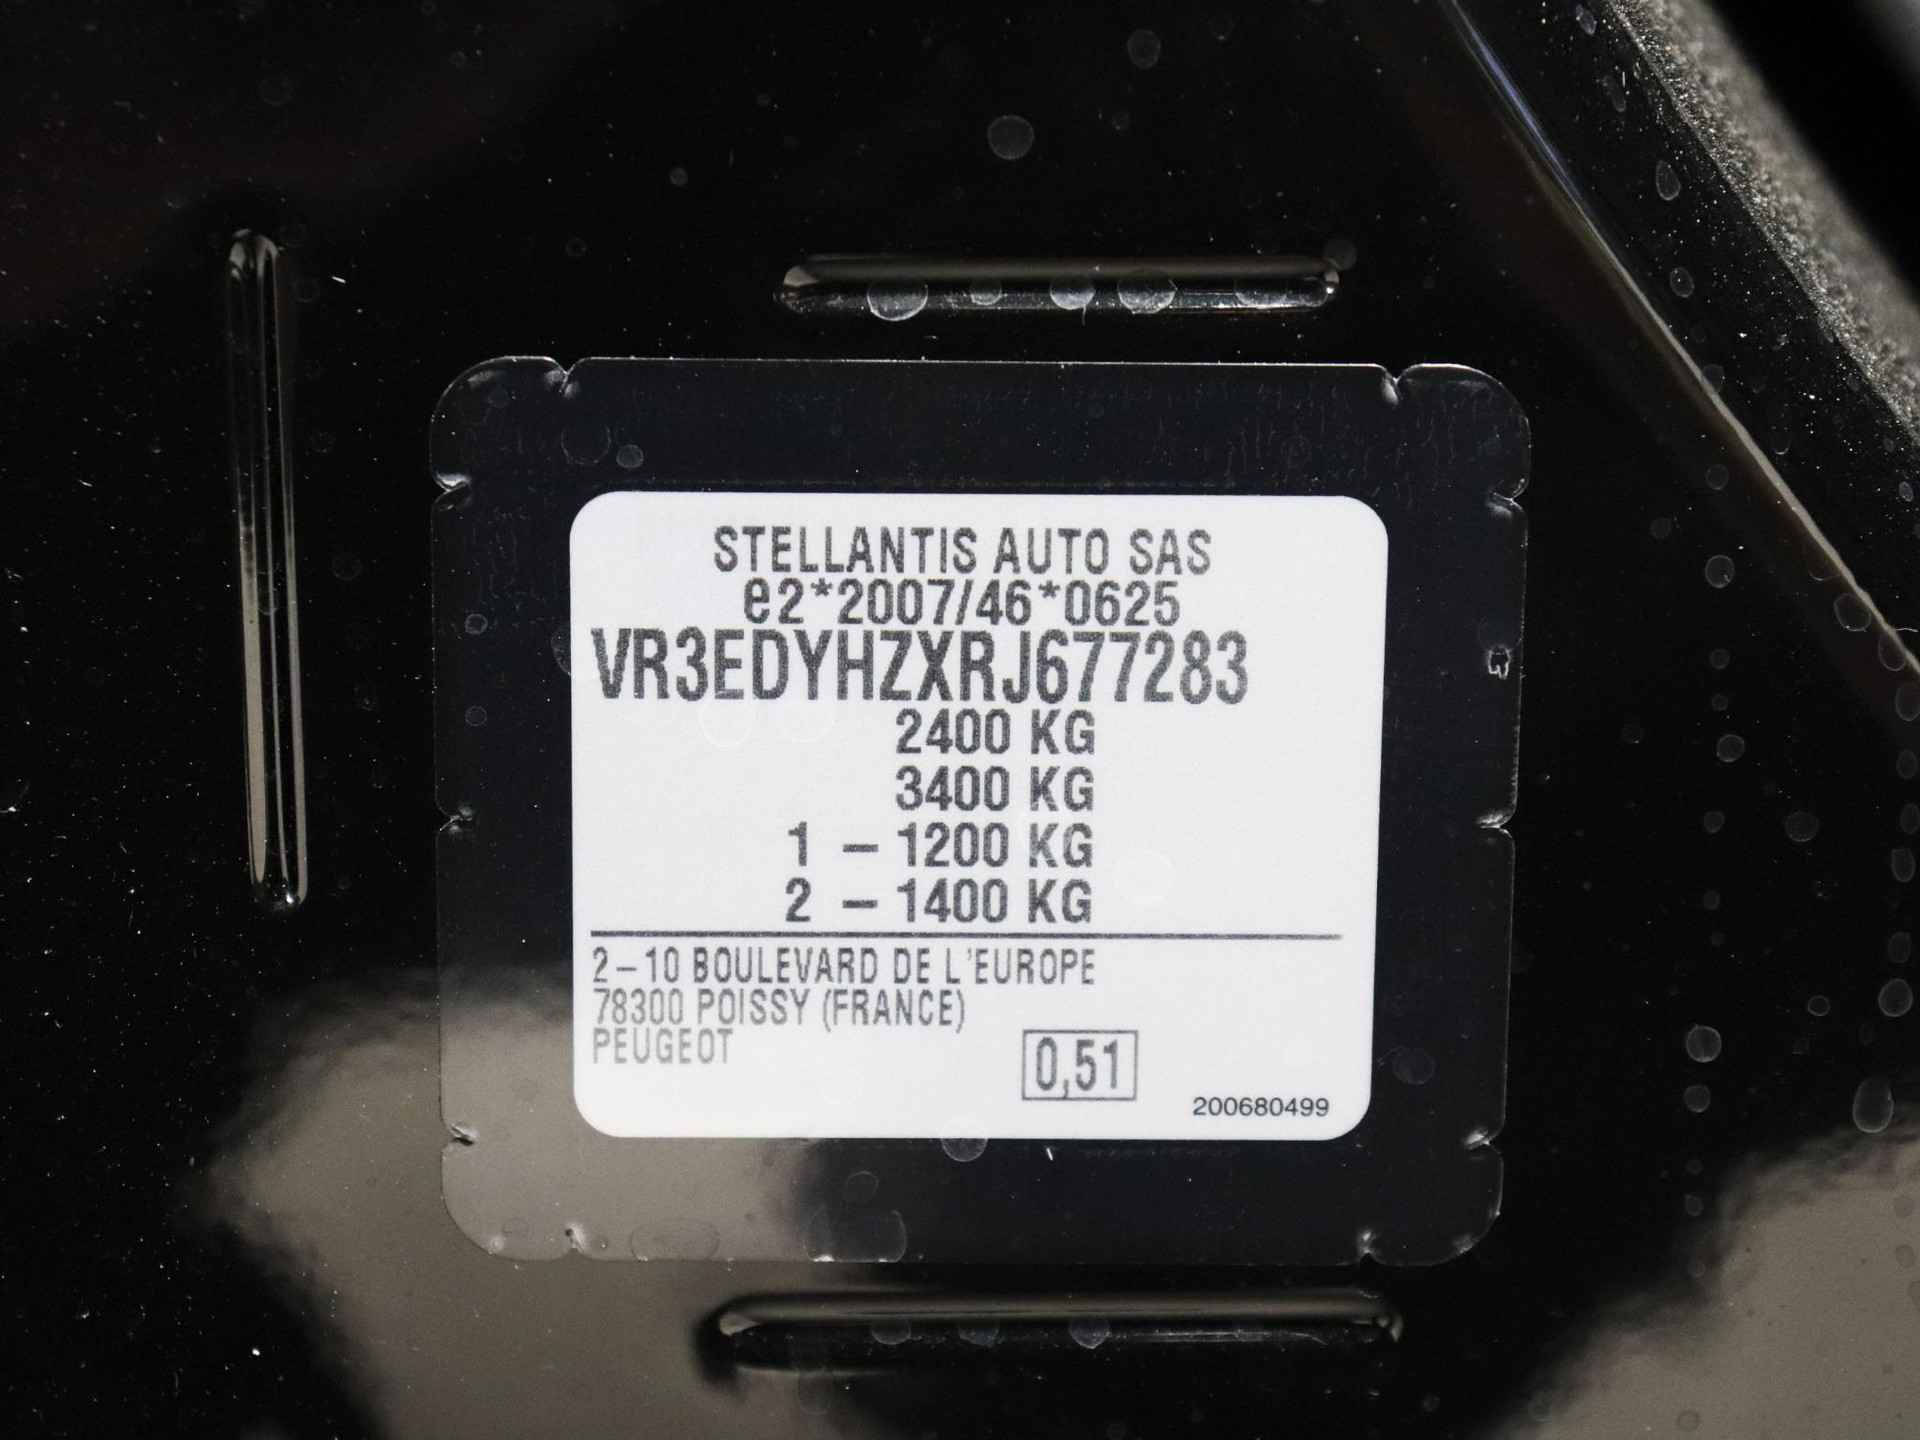 STELLANTIS AUTO SAS
e2*2007/46*0625
VR3EDYHZXRJ677283
2400 KG
3400 KG
1 – 1200 KG
2 – 1400 KG
2–10 BOULEVARD DE L'EUROPE
78300 POISSY (FRANCE)
PEUGEOT
0,51
200680499